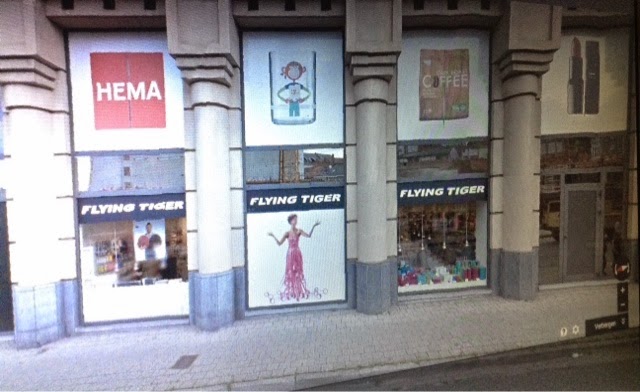 HEMA
COFFEE
FLYING TIGER
FLYING TIGER
FLYING TIGER